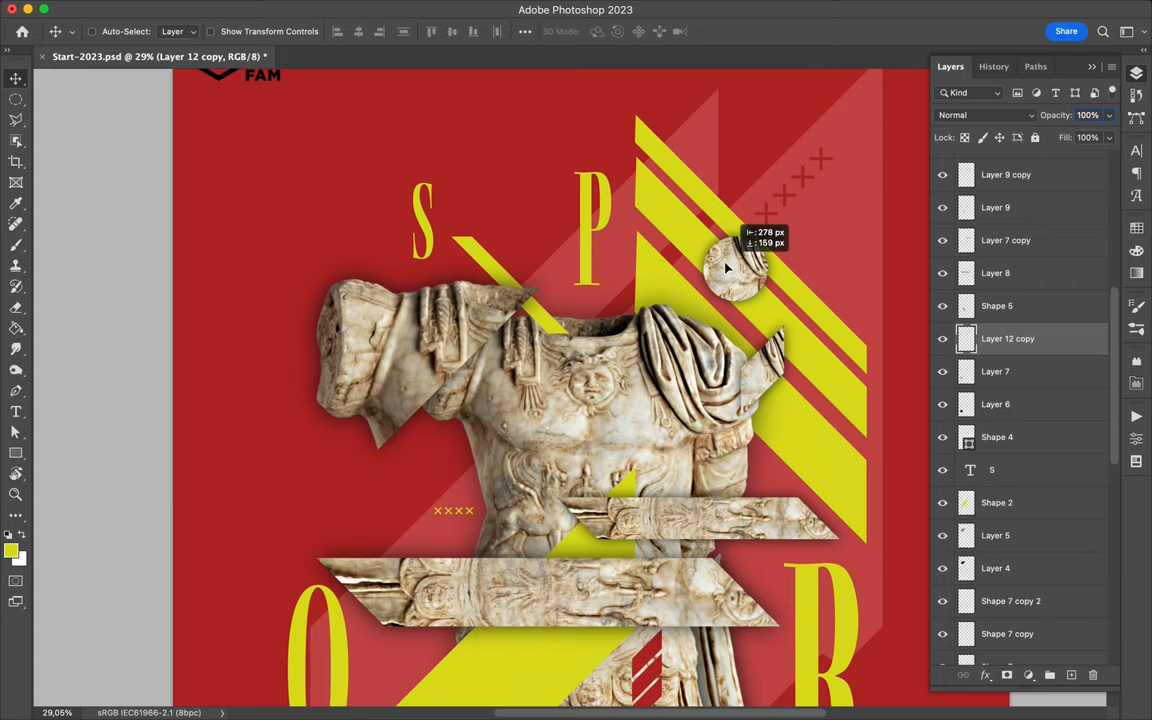 Adobe Photoshop 2023
Auto-Select:
Layer
Show Transform Controls
3D Mode:
Share
Start-2023.psd @ 29% (Layer 12 copy, RGB/8) *
FAM
S
P
O
R
278 px
159 px
Layers
History
Paths
Kind
Normal
Opacity: 100%
Lock:
Fill: 100%
Layer 9 copy
Layer 9
Layer 7 copy
Layer 8
Shape 5
Layer 12 copy
Layer 7
Layer 6
Shape 4
S
Shape 2
Layer 5
Layer 4
Shape 7 copy 2
Shape 7 copy
29,05%
sRGB IEC61966-2.1 (8bpc)